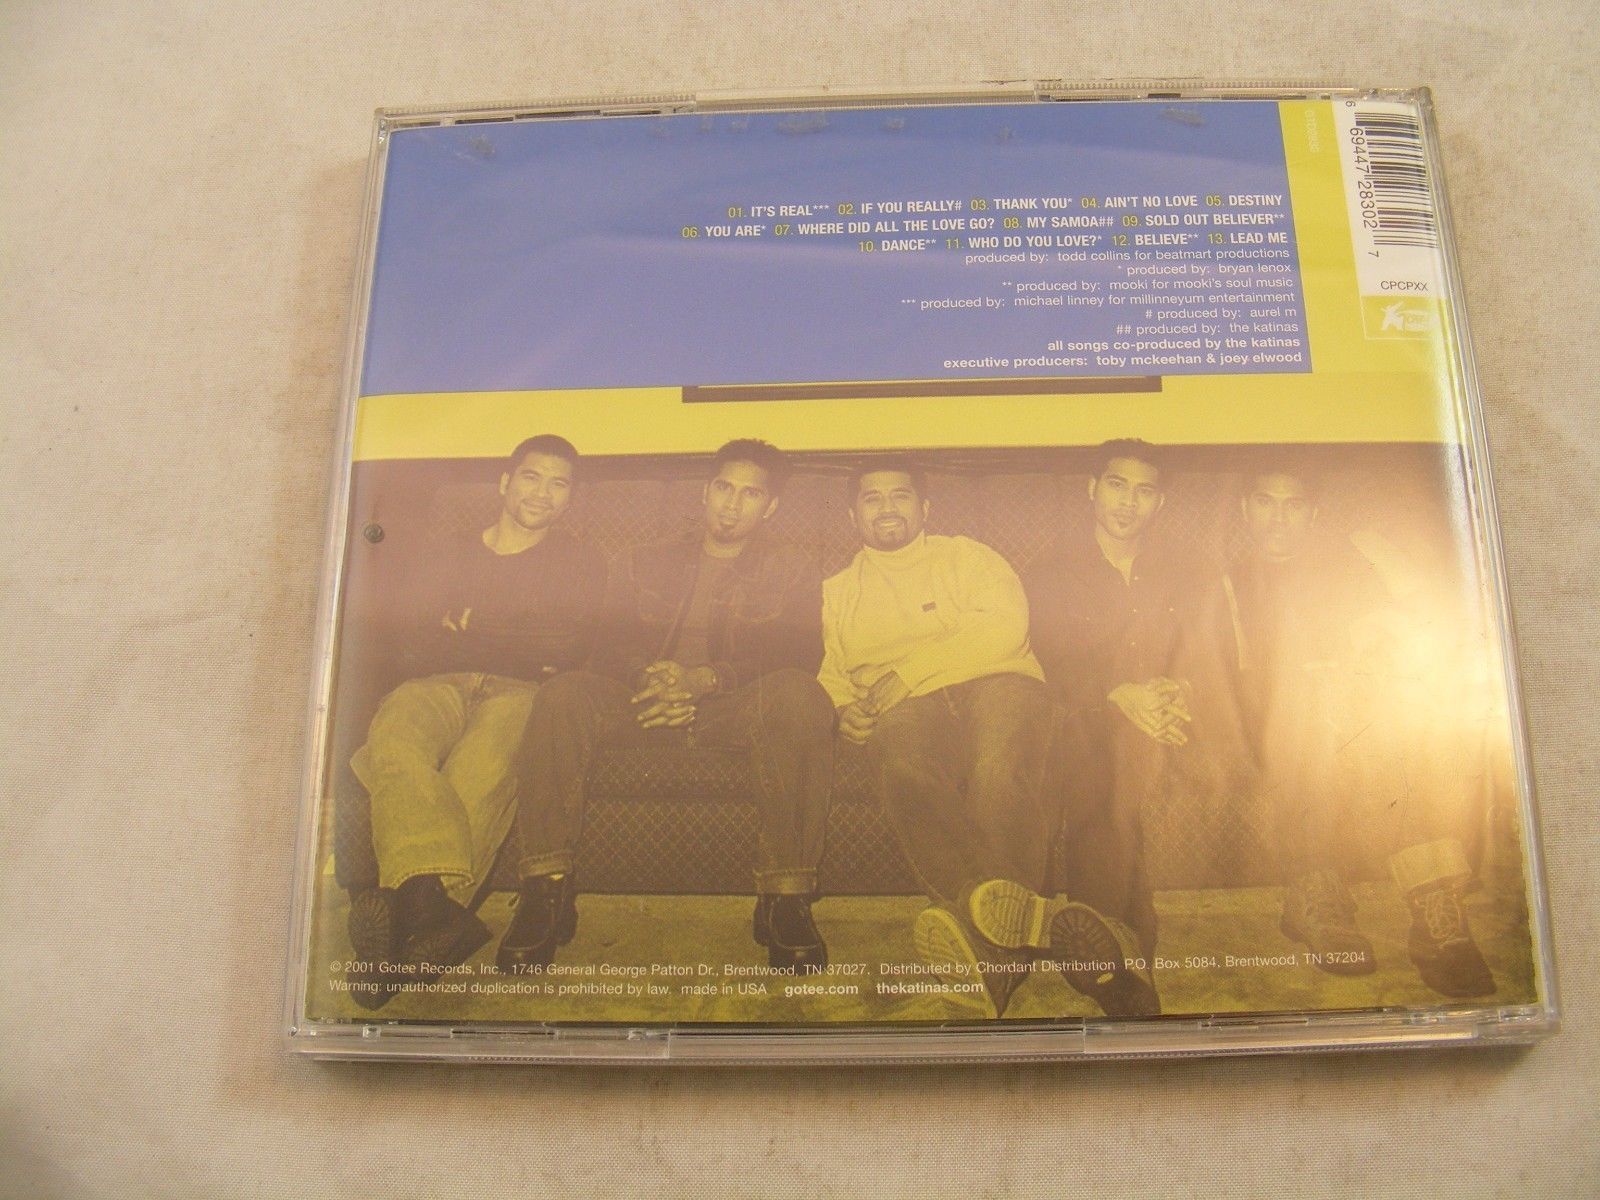 01. IT'S REAL*** 02. IF YOU REALLY# 03. THANK YOU* 04. AIN'T NO LOVE 05. DESTINY
06. YOU ARE* 07. WHERE DID ALL THE LOVE GO? 08. MY SAMOA## 09. SOLD OUT BELIEVER**
10. DANCE** 11. WHO DO YOU LOVE?* 12. BELIEVE** 13. LEAD ME
produced by: todd collins for beatmart productions
* produced by: bryan lenox
** produced by: mooki for mooki's soul music
*** produced by: michael linney for millinneyum entertainment
# produced by: aurel m
## produced by: the katinas
all songs co-produced by the katinas
executive producers: toby mckeehan & joey elwood
6 69447 28302 7
CPCPXX
© 2001 Gotee Records, Inc., 1746 General George Patton Dr., Brentwood, TN 37027. Distributed by Chordant Distribution P.O. Box 5084, Brentwood, TN 37204
Warning: unauthorized duplication is prohibited by law. made in USA gotee.com thekatinas.com